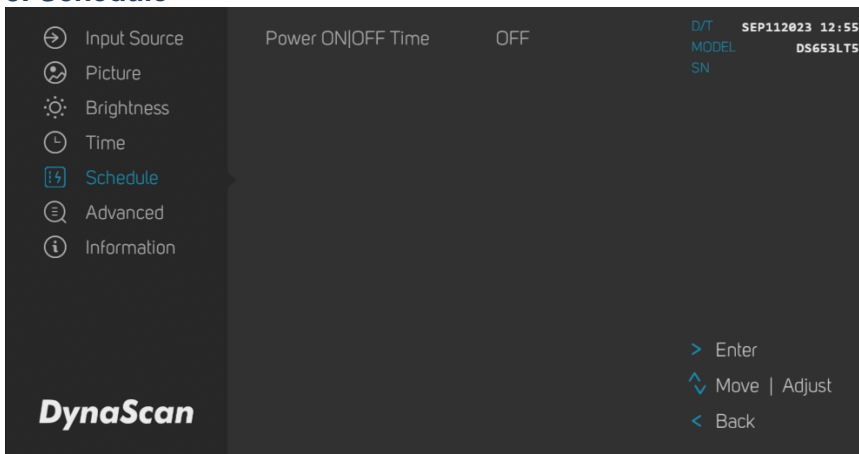 Input Source
Picture
Brightness
Time
Schedule
Advanced
Information
DynaScan
Power ON|OFF Time OFF
D/T SEP112023 12:55
MODEL DS653LT5
SN
> Enter
Move | Adjust
< Back